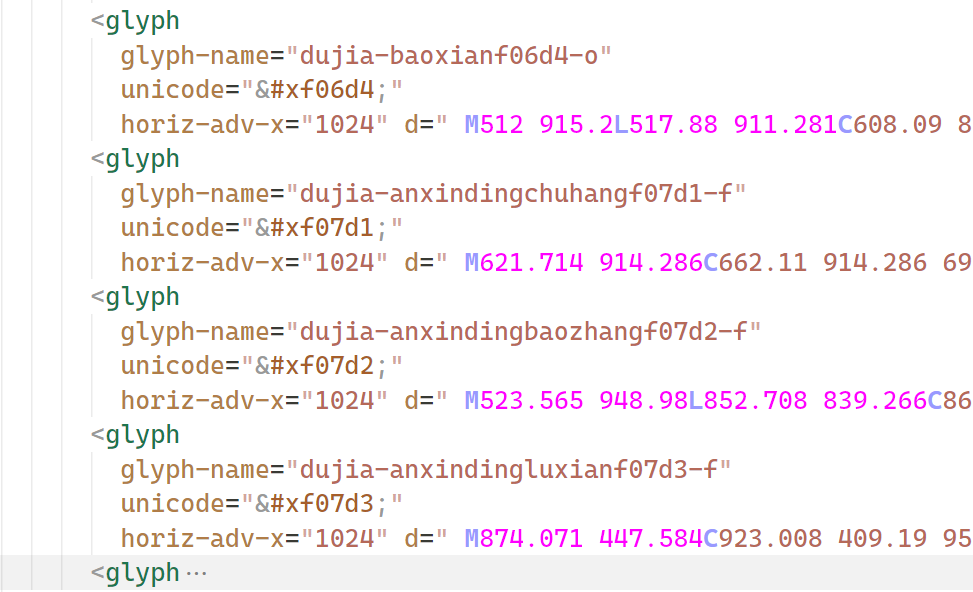 <glyph
glyph-name="dujia-baoxianf06d4-o"
unicode="&#xf06d4;"
horiz-adv-x="1024" d=" M512 915.2L517.88 911.281C608.09 8
<glyph
glyph-name="dujia-anxindingchuhangf07d1-f"
unicode="&#xf07d1;"
horiz-adv-x="1024" d=" M621.714 914.286C662.11 914.286 69
<glyph
glyph-name="dujia-anxindingbaozhangf07d2-f"
unicode="&#xf07d2;"
horiz-adv-x="1024" d=" M523.565 948.98L852.708 839.266C86
<glyph
glyph-name="dujia-anxindingluxianf07d3-f"
unicode="&#xf07d3;"
horiz-adv-x="1024" d=" M874.071 447.584C923.008 409.19 95
<glyph ···